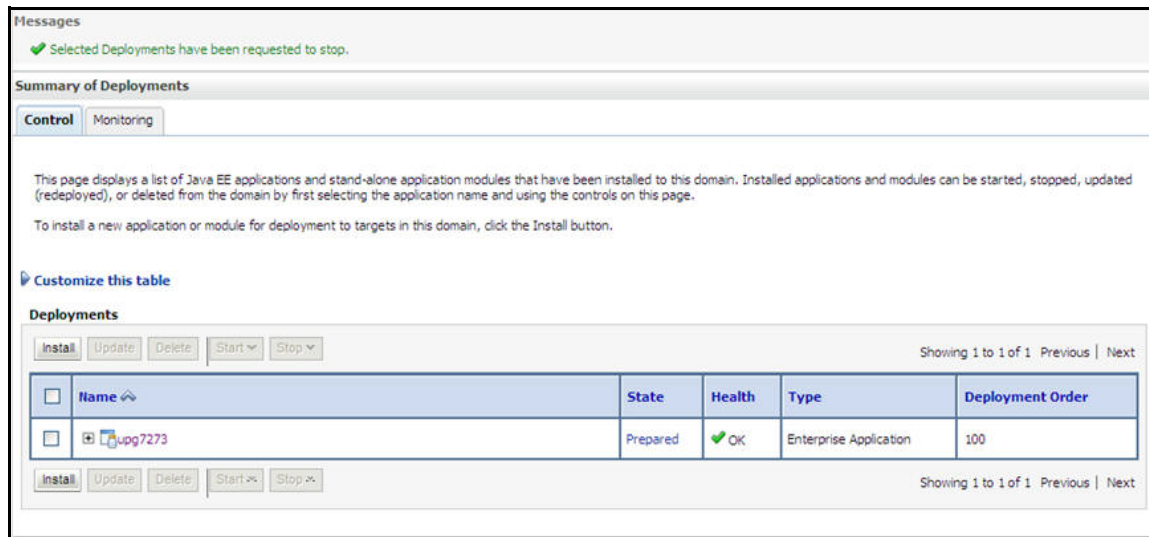 Messages
Selected Deployments have been requested to stop.
Summary of Deployments
Control Monitoring
This page displays a list of Java EE applications and stand-alone application modules that have been installed to this domain. Installed applications and modules can be started, stopped, updated
(redeployed), or deleted from the domain by first selecting the application name and using the controls on this page.
To install a new application or module for deployment to targets in this domain, click the Install button.
Customize this table
Deployments
Install Update Delete Start Stop Showing 1 to 1 of 1 Previous | Next
Name State Health Type Deployment Order
upg7273 Prepared OK Enterprise Application 100
Install Update Delete Start Stop Showing 1 to 1 of 1 Previous | Next